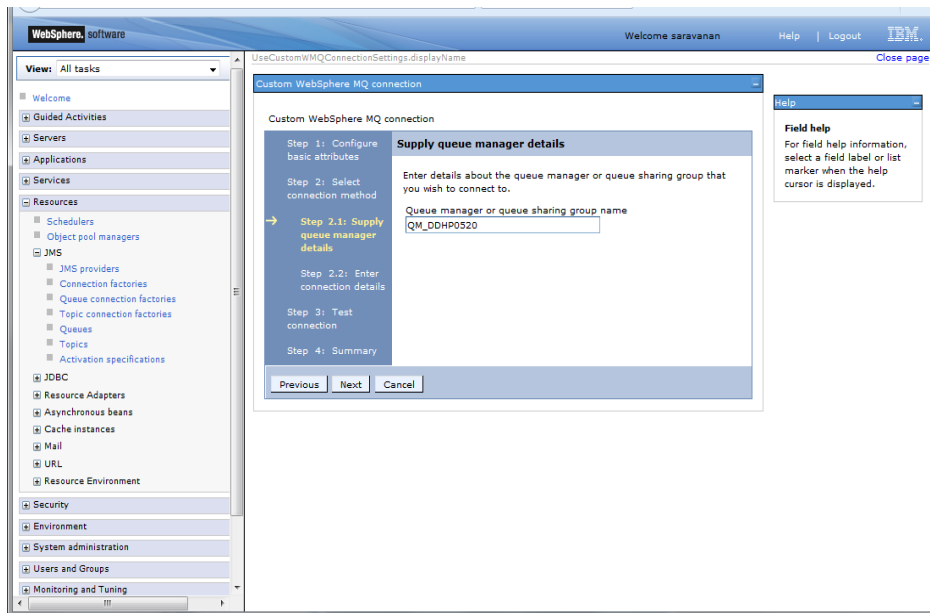 WebSphere. software
Welcome saravanan
Help | Logout
IBM.
View: All tasks
Welcome
Guided Activities
Servers
Applications
Services
Resources
Schedulers
Object pool managers
JMS
JMS providers
Connection factories
Queue connection factories
Topic connection factories
Queues
Topics
Activation specifications
JDBC
Resource Adapters
Asynchronous beans
Cache instances
Mail
URL
Resource Environment
Security
Environment
System administration
Users and Groups
Monitoring and Tuning
UseCustomWMQConnectionSettings.displayName
Close page
Custom WebSphere MQ connection
Custom WebSphere MQ connection
Step 1: Configure
basic attributes
Step 2: Select
connection method
Step 2.1: Supply
queue manager
details
Step 2.2: Enter
connection details
Step 3: Test
connection
Step 4: Summary
Supply queue manager details
Enter details about the queue manager or queue sharing group that
you wish to connect to.
Queue manager or queue sharing group name
QM_DDHP0520
Previous
Next
Cancel
Help
Field help
For field help information,
select a field label or list
marker when the help
cursor is displayed.